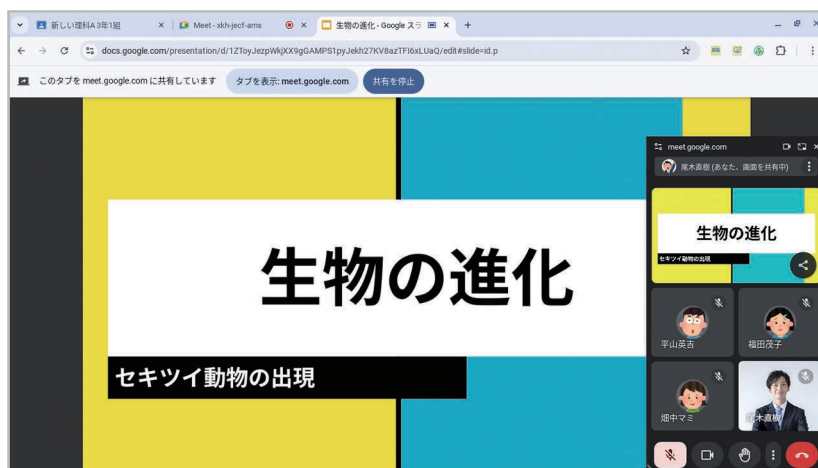 新しい理科A 3年1組
Meet - xkh-jecf-ams
生物の進化 - Google スラ
docs.google.com/presentation/d/1ZToyJezpWkjXX9gGAMPS1pyJekh27KV8azTFI6xLUaQ/edit#slide=id.p
このタブを meet.google.com に共有しています
タブを表示: meet.google.com
共有を停止
生物の進化
セキツイ動物の出現
meet.google.com
尾木直樹 (あなた、画面を共有中)
生物の進化
セキツイ動物の出現
平山英吉
福田茂子
畑中マミ
木直樹